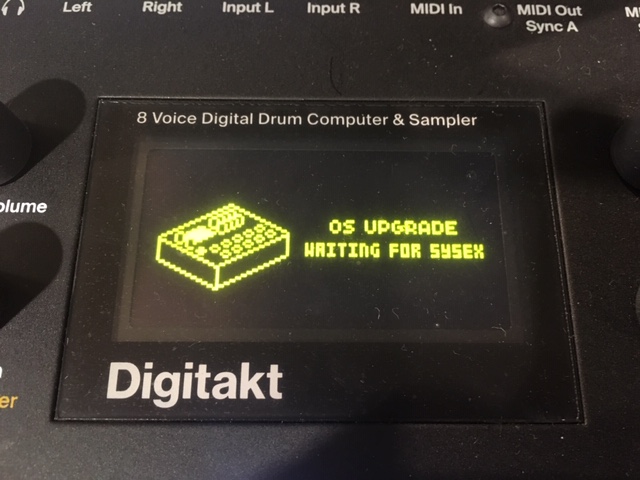 Left Right Input L Input R MIDI In MIDI Out
Sync A
8 Voice Digital Drum Computer & Sampler
OS UPGRADE
WAITING FOR SYSEX
Digitakt